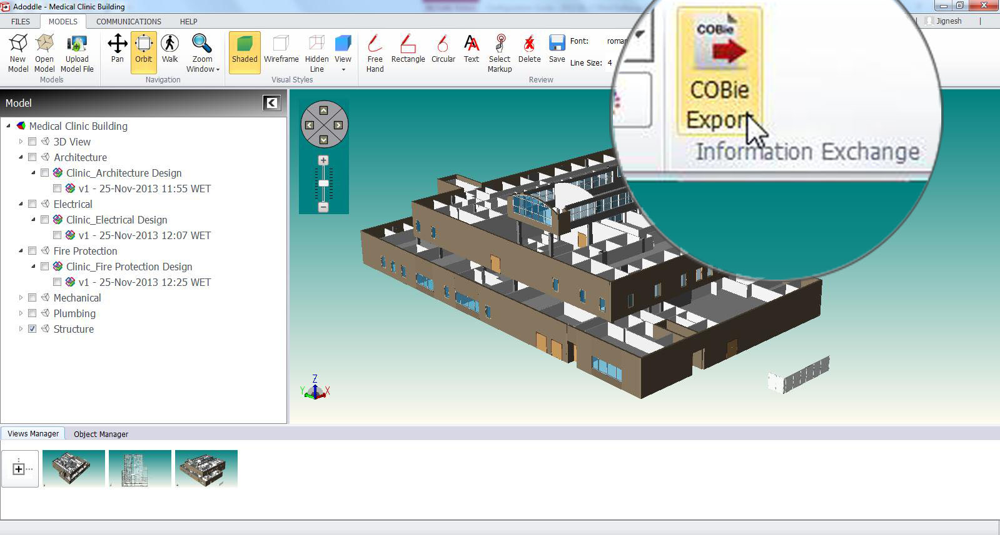 Adoddle - Medical Clinic Building
FILES MODELS COMMUNICATIONS HELP
Jignesh
New Model
Open Model
Upload Model File
Models
Pan
Orbit
Walk
Zoom Window
Navigation
Shaded
Wireframe
Hidden Line
View
Visual Styles
Free Hand
Rectangle
Circular
Text
Select Markup
Delete
Save
Font: roman
Line Size: 4
Review
COBie
COBie
Export
Information Exchange
Model
Medical Clinic Building
3D View
Architecture
Clinic_Architecture Design
v1 - 25-Nov-2013 11:55 WET
Electrical
Clinic_Electrical Design
v1 - 25-Nov-2013 12:07 WET
Fire Protection
Clinic_Fire Protection Design
v1 - 25-Nov-2013 12:25 WET
Mechanical
Plumbing
Structure
Z
Y X
Views Manager Object Manager